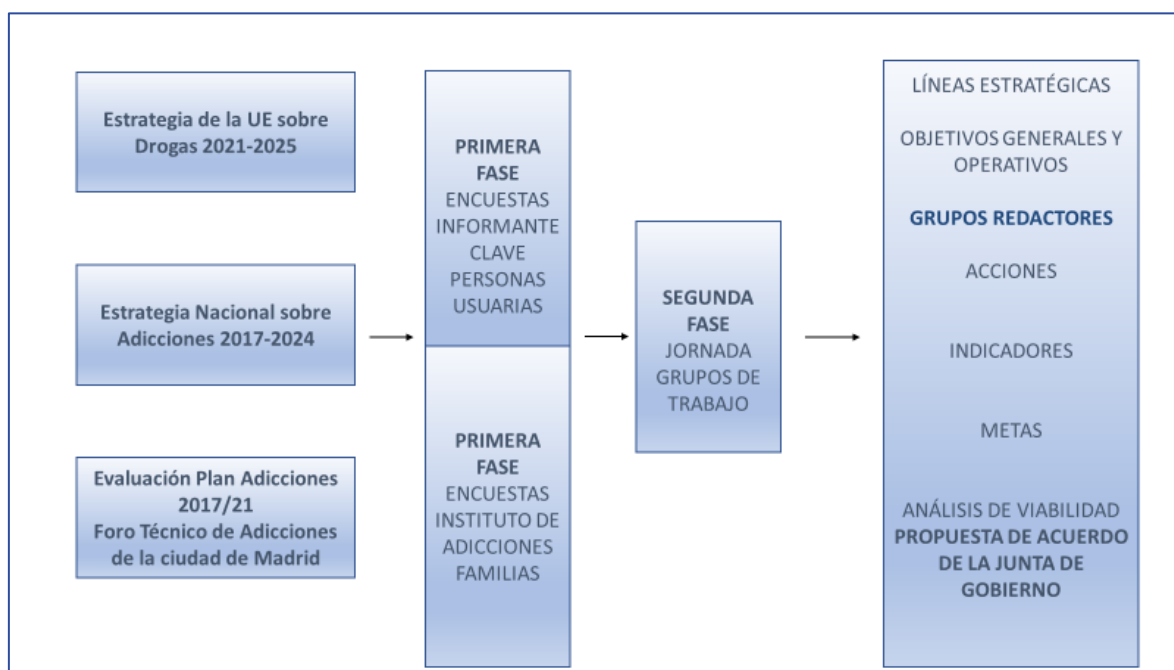 Estrategia de la UE sobre
Drogas 2021-2025
Estrategia Nacional sobre
Adicciones 2017-2024
Evaluación Plan Adicciones
2017/21
Foro Técnico de Adicciones
de la ciudad de Madrid
PRIMERA
FASE
ENCUESTAS
INFORMANTE
CLAVE
PERSONAS
USUARIAS
PRIMERA
FASE
ENCUESTAS
INSTITUTO DE
ADICCIONES
FAMILIAS
SEGUNDA
FASE
JORNADA
GRUPOS DE
TRABAJO
LÍNEAS ESTRATÉGICAS
OBJETIVOS GENERALES Y
OPERATIVOS
GRUPOS REDACTORES
ACCIONES
INDICADORES
METAS
ANÁLISIS DE VIABILIDAD
PROPUESTA DE ACUERDO
DE LA JUNTA DE
GOBIERNO